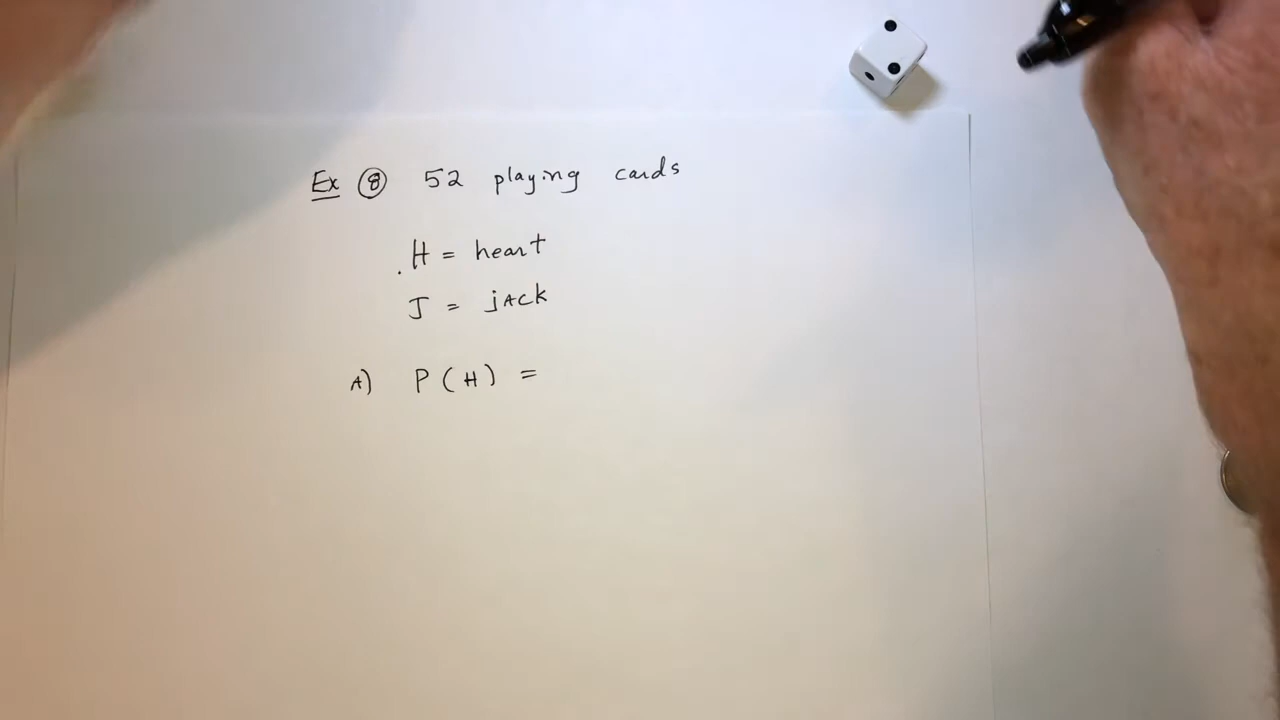 Ex ⑧ 52 playing cards
H = heart
J = jACK
A) P(H) =